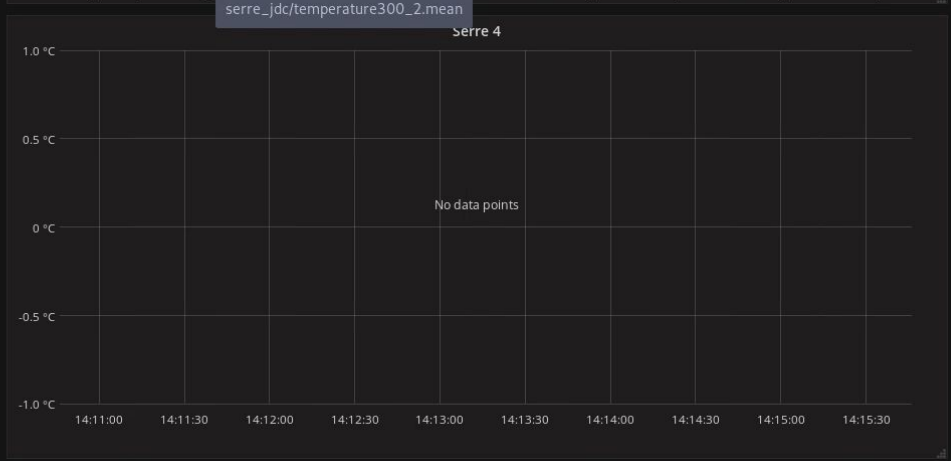 serre_jdc/temperature300_2.mean
Serre 4
1.0 °C
0.5 °C
No data points
0 °C
-0.5 °C
-1.0 °C
14:11:00 14:11:30 14:12:00 14:12:30 14:13:00 14:13:30 14:14:00 14:14:30 14:15:00 14:15:30